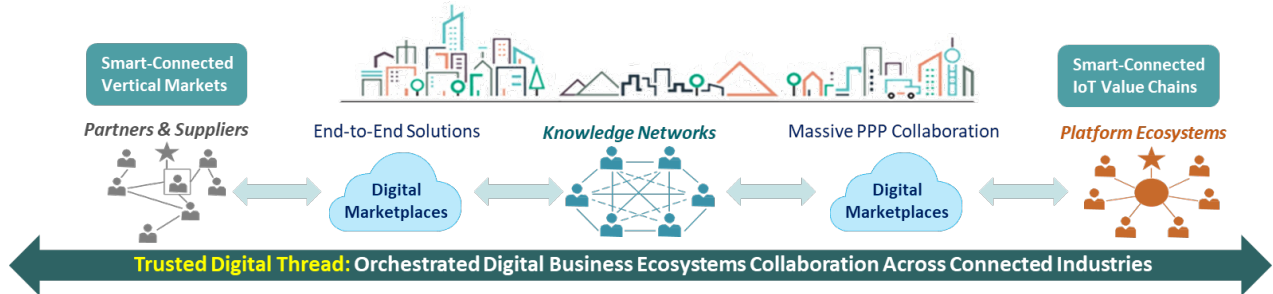 Smart-Connected
Vertical Markets
Smart-Connected
IoT Value Chains
Partners & Suppliers
End-to-End Solutions
Knowledge Networks
Massive PPP Collaboration
Platform Ecosystems
Digital
Marketplaces
Digital
Marketplaces
Trusted Digital Thread: Orchestrated Digital Business Ecosystems Collaboration Across Connected Industries